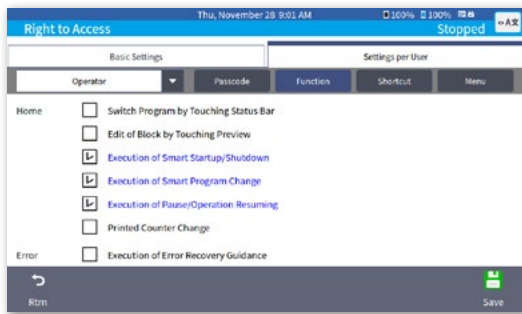 Thu, November 28 9:01 AM 100% 100%
Right to Access Stopped
Basic Settings Settings per User
Operator Passcode Function Shortcut Menu
Home Switch Program by Touching Status Bar
Edit of Block by Touching Preview
Execution of Smart Startup/Shutdown
Execution of Smart Program Change
Execution of Pause/Operation Resuming
Printed Counter Change
Error Execution of Error Recovery Guidance
Rtrn Save